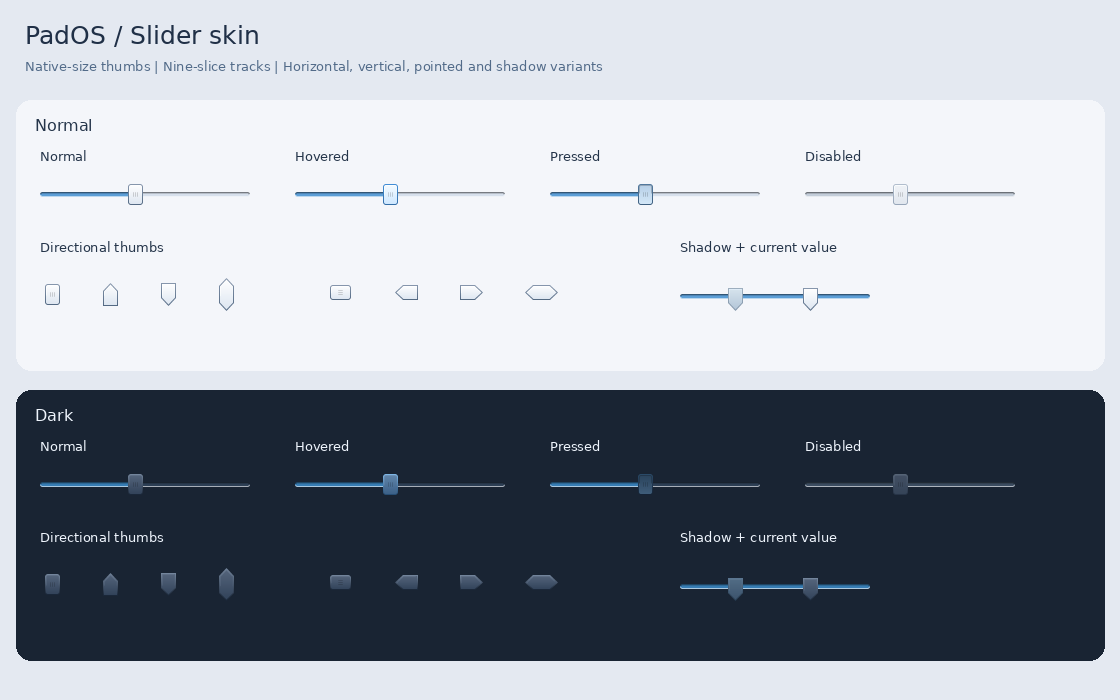 PadOS / Slider skin
Native-size thumbs | Nine-slice tracks | Horizontal, vertical, pointed and shadow variants
Normal
Normal Hovered Pressed Disabled
Directional thumbs Shadow + current value
Dark
Normal Hovered Pressed Disabled
Directional thumbs Shadow + current value